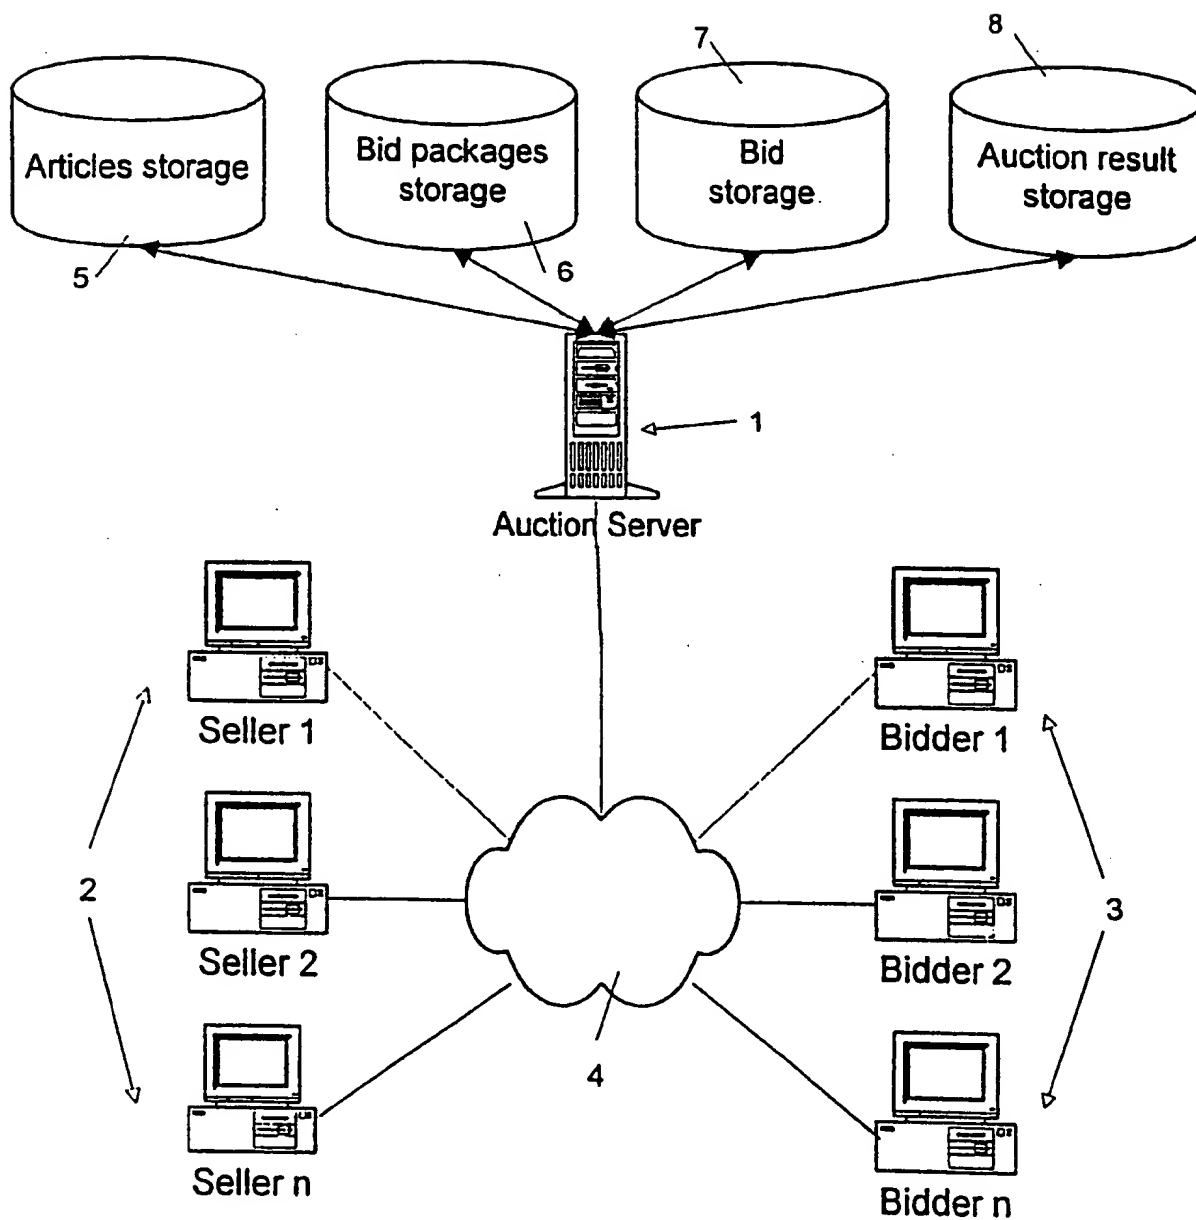 7
8
Articles storage
Bid packages
storage
Bid
storage
Auction result
storage
5
6
1
Auction Server
Seller 1
Bidder 1
2
Seller 2
Bidder 2
3
4
Seller n
Bidder n